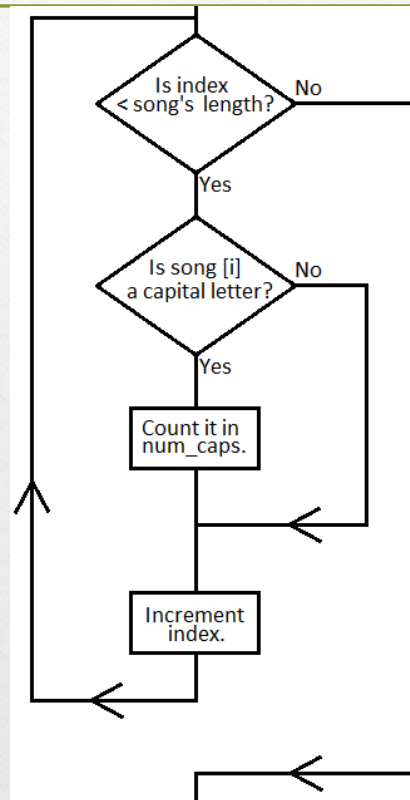 Is index
< song's length?
No
Yes
Is song [i]
a capital letter?
No
Yes
Count it in
num_caps.
Increment
index.